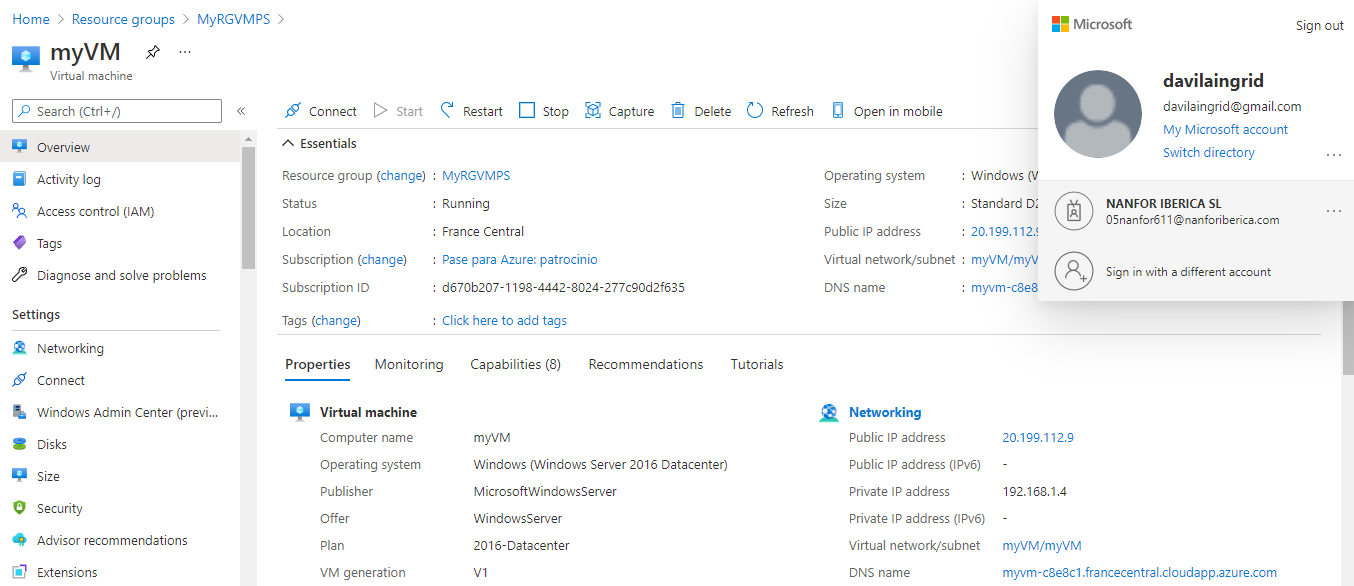 Home > Resource groups > MyRGVMPS >
myVM ...
Virtual machine
Search (Ctrl+/) «
Overview
Activity log
Access control (IAM)
Tags
Diagnose and solve problems
Settings
Networking
Connect
Windows Admin Center (previ...
Disks
Size
Security
Advisor recommendations
Extensions
Connect Start Restart Stop Capture Delete Refresh Open in mobile
Essentials
Resource group (change) : MyRGVMPS
Status : Running
Location : France Central
Subscription (change) : Pase para Azure: patrocinio
Subscription ID : d670b207-1198-4442-8024-277c90d2f635
Tags (change) : Click here to add tags
Operating system : Windows (W
Size : Standard D2
Public IP address : 20.199.112.9
Virtual network/subnet : myVM/myV
DNS name : myvm-c8e8
Properties Monitoring Capabilities (8) Recommendations Tutorials
Virtual machine
Computer name myVM
Operating system Windows (Windows Server 2016 Datacenter)
Publisher MicrosoftWindowsServer
Offer WindowsServer
Plan 2016-Datacenter
VM generation V1
Networking
Public IP address 20.199.112.9
Public IP address (IPv6) -
Private IP address 192.168.1.4
Private IP address (IPv6) -
Virtual network/subnet myVM/myVM
DNS name myvm-c8e8c1.francecentral.cloudapp.azure.com
Microsoft Sign out
davilaingrid
davilaingrid@gmail.com
My Microsoft account
Switch directory ...
NANFOR IBERICA SL ...
05nanfor611@nanforiberica.com
Sign in with a different account